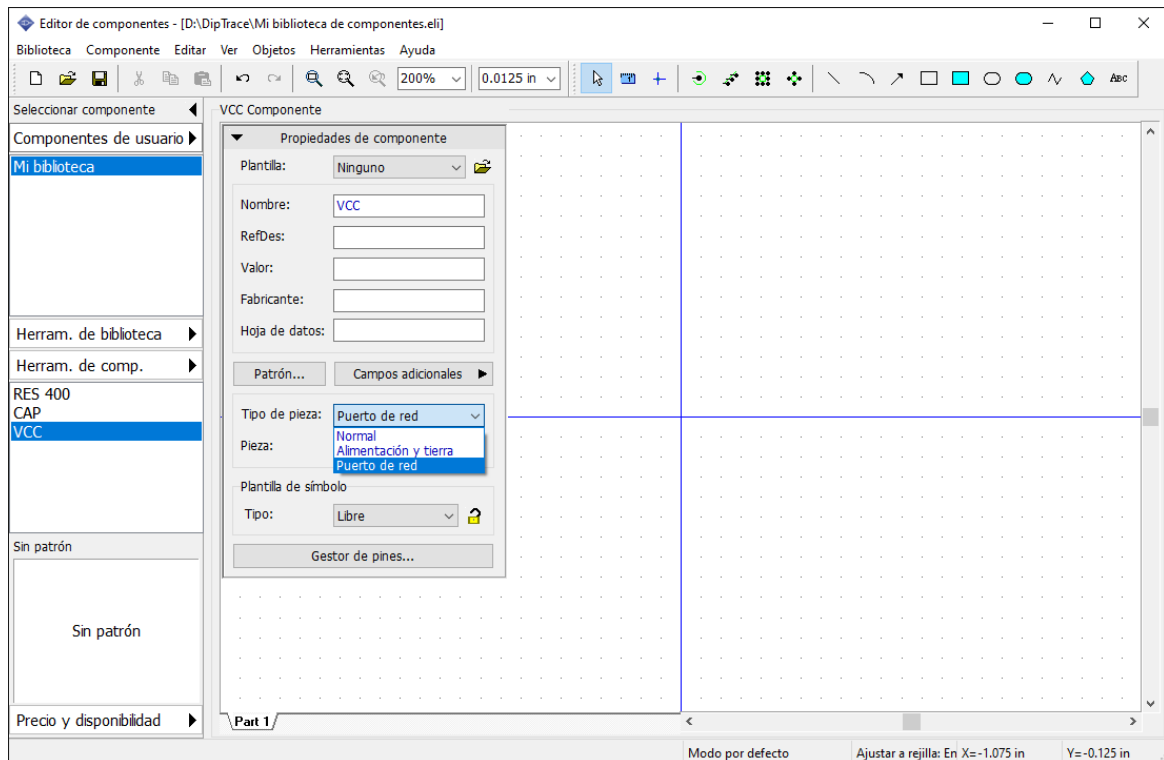 Editor de componentes - [D:\DipTrace\Mi biblioteca de componentes.eli]
Biblioteca Componente Editar Ver Objetos Herramientas Ayuda
200% 0.0125 in ABC
Seleccionar componente
Componentes de usuario
Mi biblioteca
Herram. de biblioteca
Herram. de comp.
RES 400
CAP
VCC
Sin patrón
Sin patrón
Precio y disponibilidad
VCC Componente
Propiedades de componente
Plantilla: Ninguno
Nombre: VCC
RefDes:
Valor:
Fabricante:
Hoja de datos:
Patrón... Campos adicionales
Tipo de pieza: Puerto de red
Normal
Pieza: Alimentación y tierra
Puerto de red
Plantilla de símbolo
Tipo: Libre
Gestor de pines...
Part 1
Modo por defecto Ajustar a rejilla: En X=-1.075 in Y=-0.125 in